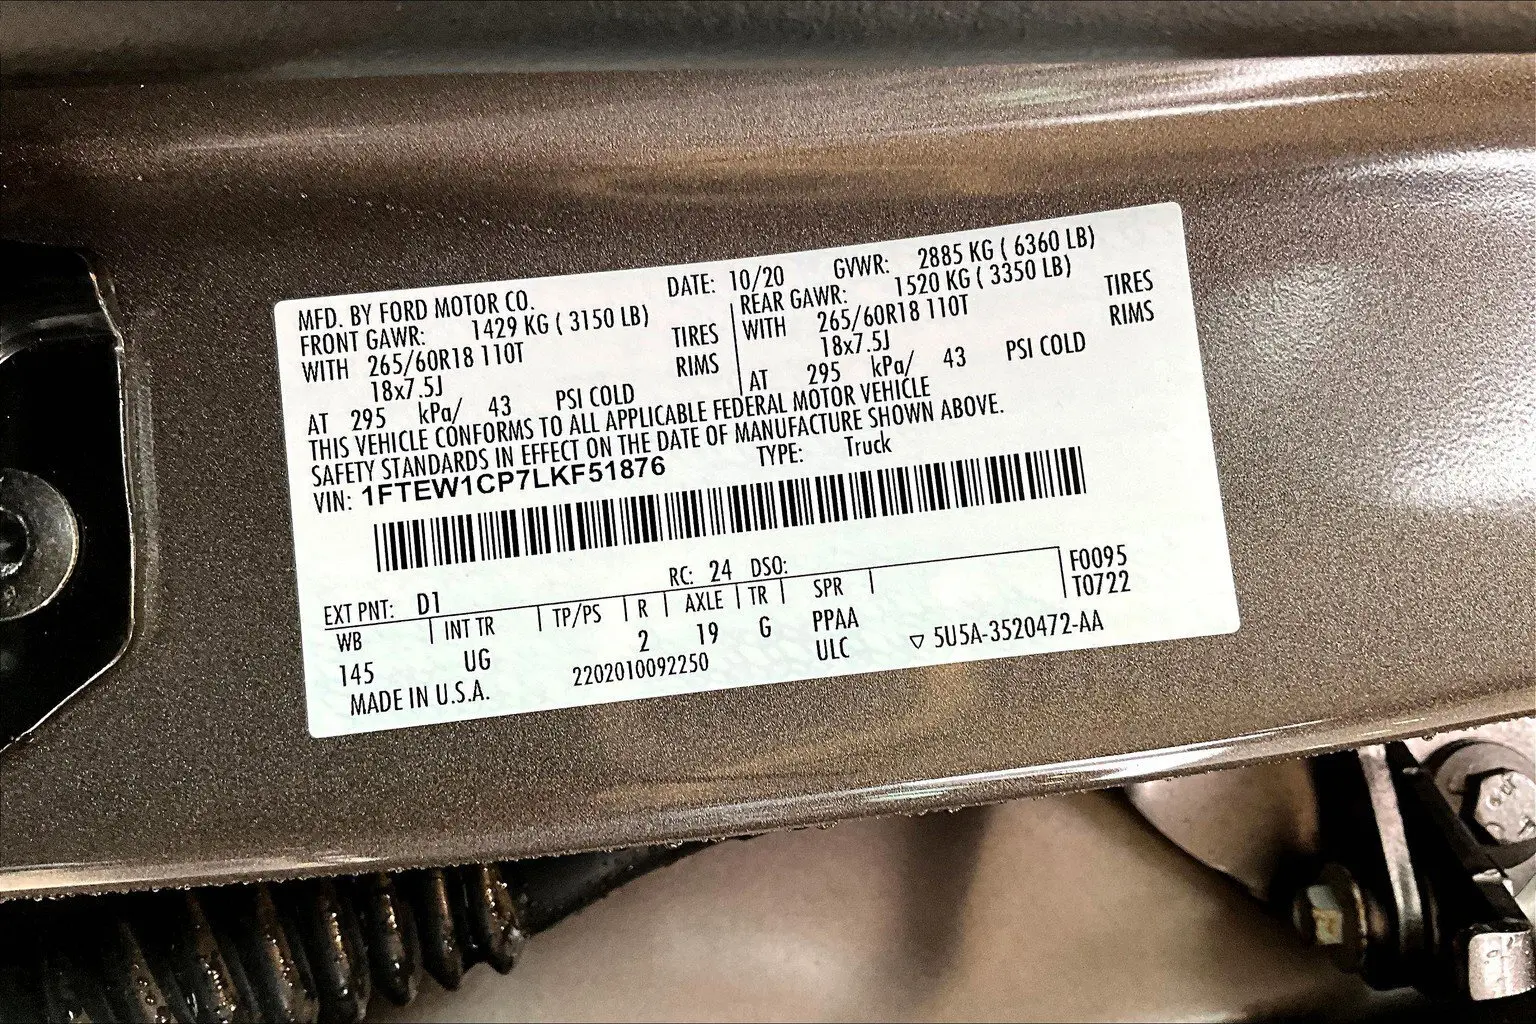 MFD. BY FORD MOTOR CO. DATE: 10/20 GVWR: 2885 KG ( 6360 LB)
FRONT GAWR: 1429 KG ( 3150 LB)
WITH 265/60R18 110T TIRES
18x7.5J RIMS
AT 295 kPa/ 43 PSI COLD
REAR GAWR: 1520 KG ( 3350 LB)
WITH 265/60R18 110T TIRES
18x7.5J RIMS
AT 295 kPa/ 43 PSI COLD
THIS VEHICLE CONFORMS TO ALL APPLICABLE FEDERAL MOTOR VEHICLE
SAFETY STANDARDS IN EFFECT ON THE DATE OF MANUFACTURE SHOWN ABOVE.
VIN: 1FTEW1CP7LKF51876 TYPE: Truck
EXT PNT: D1 RC: 24 DSO: F0095
T0722
WB INT TR TP/PS R AXLE TR SPR
145 UG 2 19 G PPAA
MADE IN U.S.A. 2202010092250 ULC ▽ 5U5A-3520472-AA